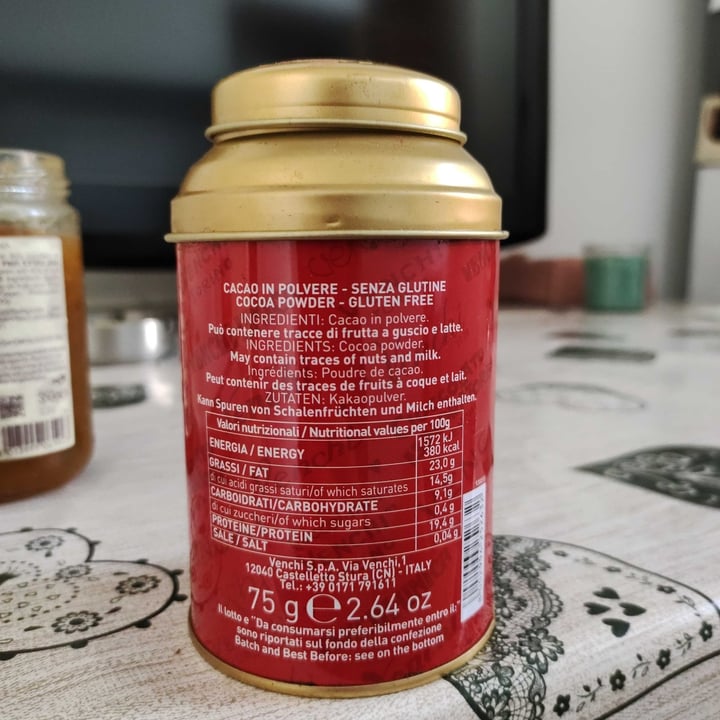 CACAO IN POLVERE - SENZA GLUTINE
COCOA POWDER - GLUTEN FREE
INGREDIENTI: Cacao in polvere.
Può contenere tracce di frutta a guscio e latte.
INGREDIENTS: Cocoa powder.
May contain traces of nuts and milk.
Ingrédients: Poudre de cacao.
Peut contenir des traces de fruits à coque et lait.
ZUTATEN: Kakaopulver.
Kann Spuren von Schalenfrüchten und Milch enthalten.
Valori nutrizionali / Nutritional values per 100g
ENERGIA / ENERGY 1572 kJ
380 kcal
GRASSI / FAT 23,0 g
di cui acidi grassi saturi/of which saturates 14,5g
CARBOIDRATI/CARBOHYDRATE 9,1g
di cui zuccheri/of which sugars 0,4 g
PROTEINE/PROTEIN 19,4 g
SALE / SALT 0,04 g
Venchi S.p.A. Via Venchi,1
12040 Castelletto Stura (CN) - ITALY
Tel.: +39 0171 791611
75 g e 2.64 oz
Il lotto e "Da consumarsi preferibilmente entro il:"
sono riportati sul fondo della confezione
Batch and Best Before: see on the bottom